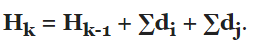 Hₖ = Hₖ₋₁ + ∑dᵢ + ∑dⱼ.